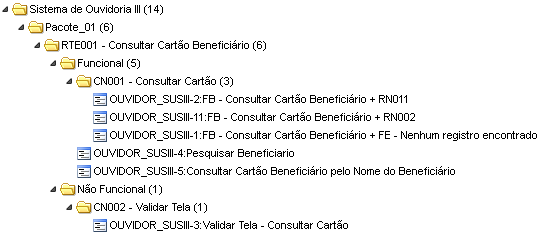 Sistema de Ouvidoria III (14)
Pacote_01 (6)
RTE001 - Consultar Cartão Beneficiário (6)
Funcional (5)
CN001 - Consultar Cartão (3)
OUVIDOR_SUSIII-2:FB - Consultar Cartão Beneficiário + RN011
OUVIDOR_SUSIII-11:FB - Consultar Cartão Beneficiário + RN002
OUVIDOR_SUSIII-1:FB - Consultar Cartão Beneficiário + FE - Nenhum registro encontrado
OUVIDOR_SUSIII-4:Pesquisar Beneficiario
OUVIDOR_SUSIII-5:Consultar Cartão Beneficiário pelo Nome do Beneficiário
Não Funcional (1)
CN002 - Validar Tela (1)
OUVIDOR_SUSIII-3:Validar Tela - Consultar Cartão